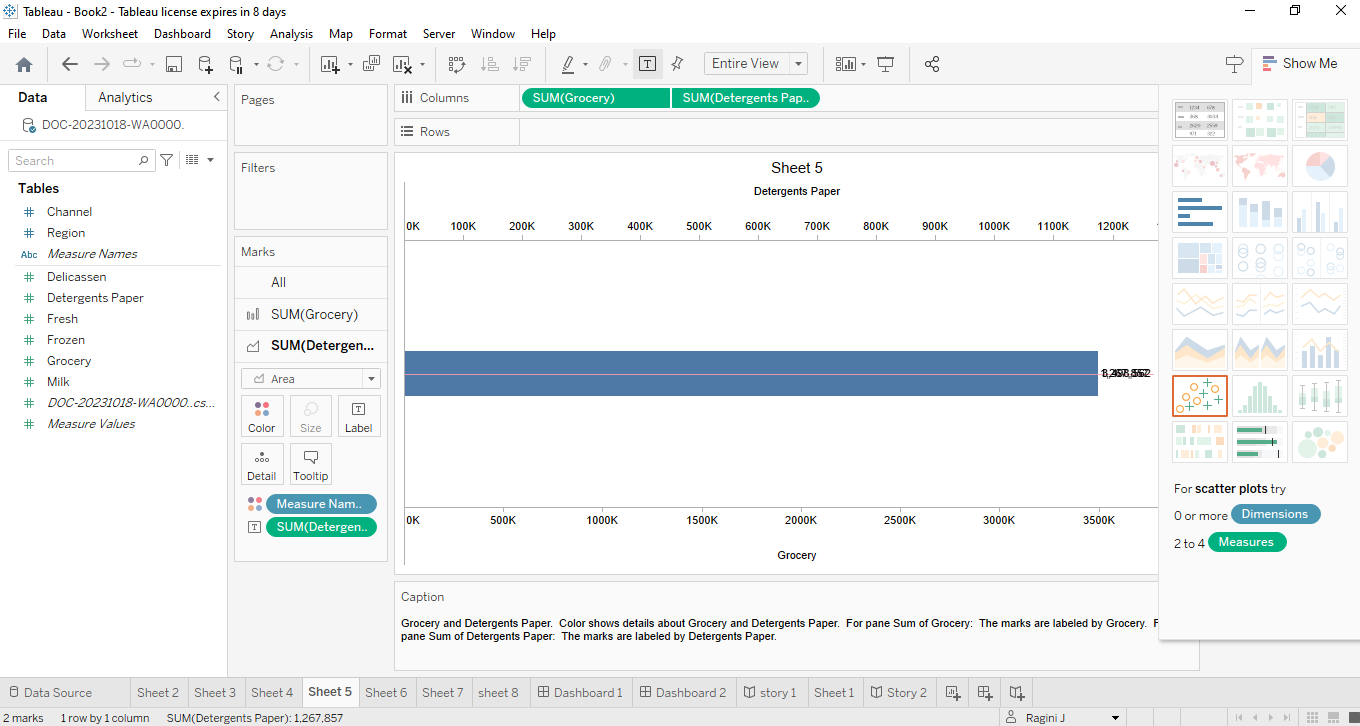 Tableau - Book2 - Tableau license expires in 8 days
File Data Worksheet Dashboard Story Analysis Map Format Server Window Help
Entire View
Show Me
Data Analytics
DOC-20231018-WA0000.
Search
Tables
# Channel
# Region
Abc Measure Names
# Delicassen
# Detergents Paper
# Fresh
# Frozen
# Grocery
# Milk
# DOC-20231018-WA0000..cs...
# Measure Values
Pages
Filters
Marks
All
SUM(Grocery)
SUM(Detergen...
Area
Color Size Label
Detail Tooltip
Measure Nam..
SUM(Detergen..
Columns SUM(Grocery) SUM(Detergents Pap..
Rows
Sheet 5
Detergents Paper
0K 100K 200K 300K 400K 500K 600K 700K 800K 900K 1000K 1100K 1200K
0K 500K 1000K 1500K 2000K 2500K 3000K 3500K
Grocery
Caption
Grocery and Detergents Paper. Color shows details about Grocery and Detergents Paper. For pane Sum of Grocery: The marks are labeled by Grocery.
pane Sum of Detergents Paper: The marks are labeled by Detergents Paper.
For scatter plots try
0 or more Dimensions
2 to 4 Measures
Data Source Sheet 2 Sheet 3 Sheet 4 Sheet 5 Sheet 6 Sheet 7 sheet 8 Dashboard 1 Dashboard 2 story 1 Sheet 1 Story 2
2 marks 1 row by 1 column SUM(Detergents Paper): 1,267,857
Ragini J